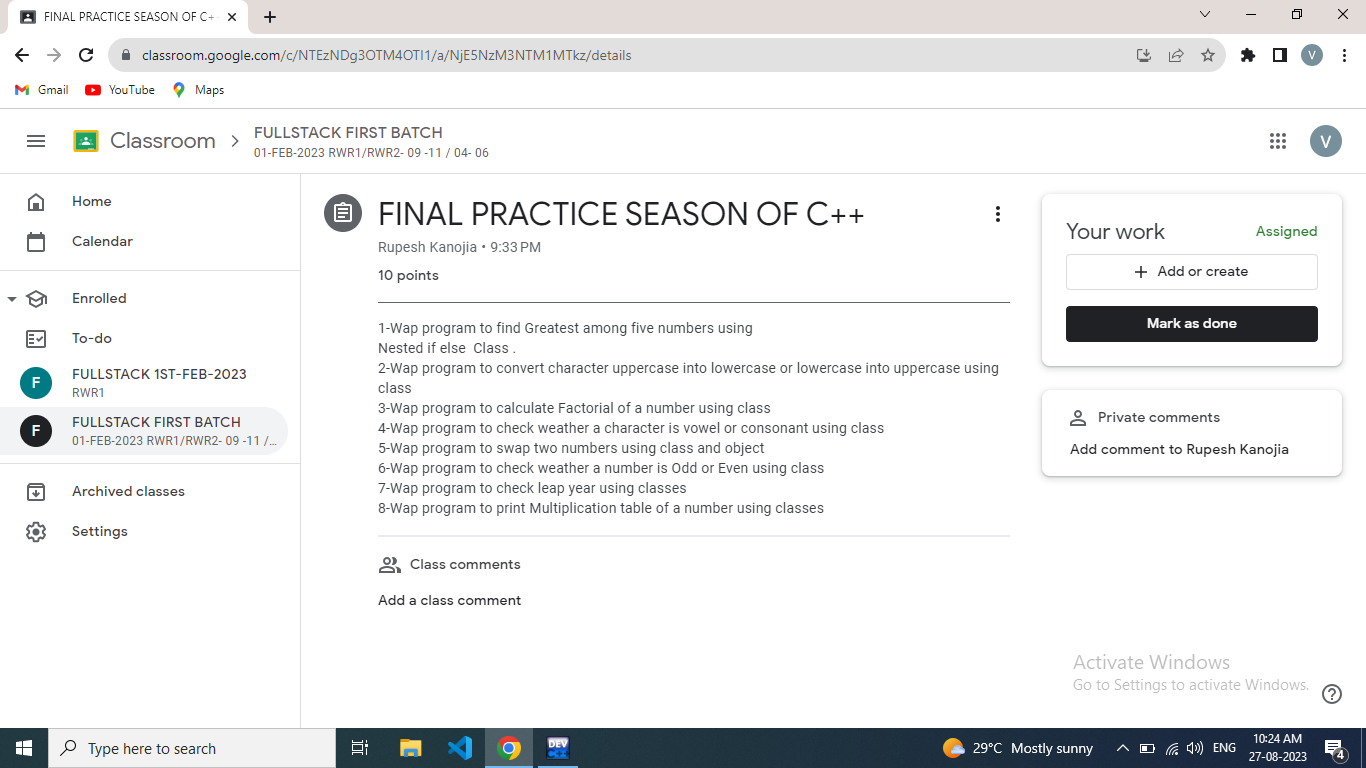 FINAL PRACTICE SEASON OF C++
classroom.google.com/c/NTEzNDg3OTM4OTI1/a/NjE5NzM3NTM1MTkz/details
V
Gmail YouTube Maps
Classroom
FULLSTACK FIRST BATCH
01-FEB-2023 RWR1/RWR2- 09 -11 / 04- 06
V
Home
Calendar
Enrolled
To-do
F
FULLSTACK 1ST-FEB-2023
RWR1
F
FULLSTACK FIRST BATCH
01-FEB-2023 RWR1/RWR2- 09 -11 /...
Archived classes
Settings
FINAL PRACTICE SEASON OF C++
Rupesh Kanojia • 9:33 PM
10 points
1-Wap program to find Greatest among five numbers using
Nested if else  Class .
2-Wap program to convert character uppercase into lowercase or lowercase into uppercase using
class
3-Wap program to calculate Factorial of a number using class
4-Wap program to check weather a character is vowel or consonant using class
5-Wap program to swap two numbers using class and object
6-Wap program to check weather a number is Odd or Even using class
7-Wap program to check leap year using classes
8-Wap program to print Multiplication table of a number using classes
Class comments
Add a class comment
Your work Assigned
Add or create
Mark as done
Private comments
Add comment to Rupesh Kanojia
Activate Windows
Go to Settings to activate Windows.
Type here to search
DEV
C++
29°C Mostly sunny
ENG
10:24 AM
27-08-2023
4